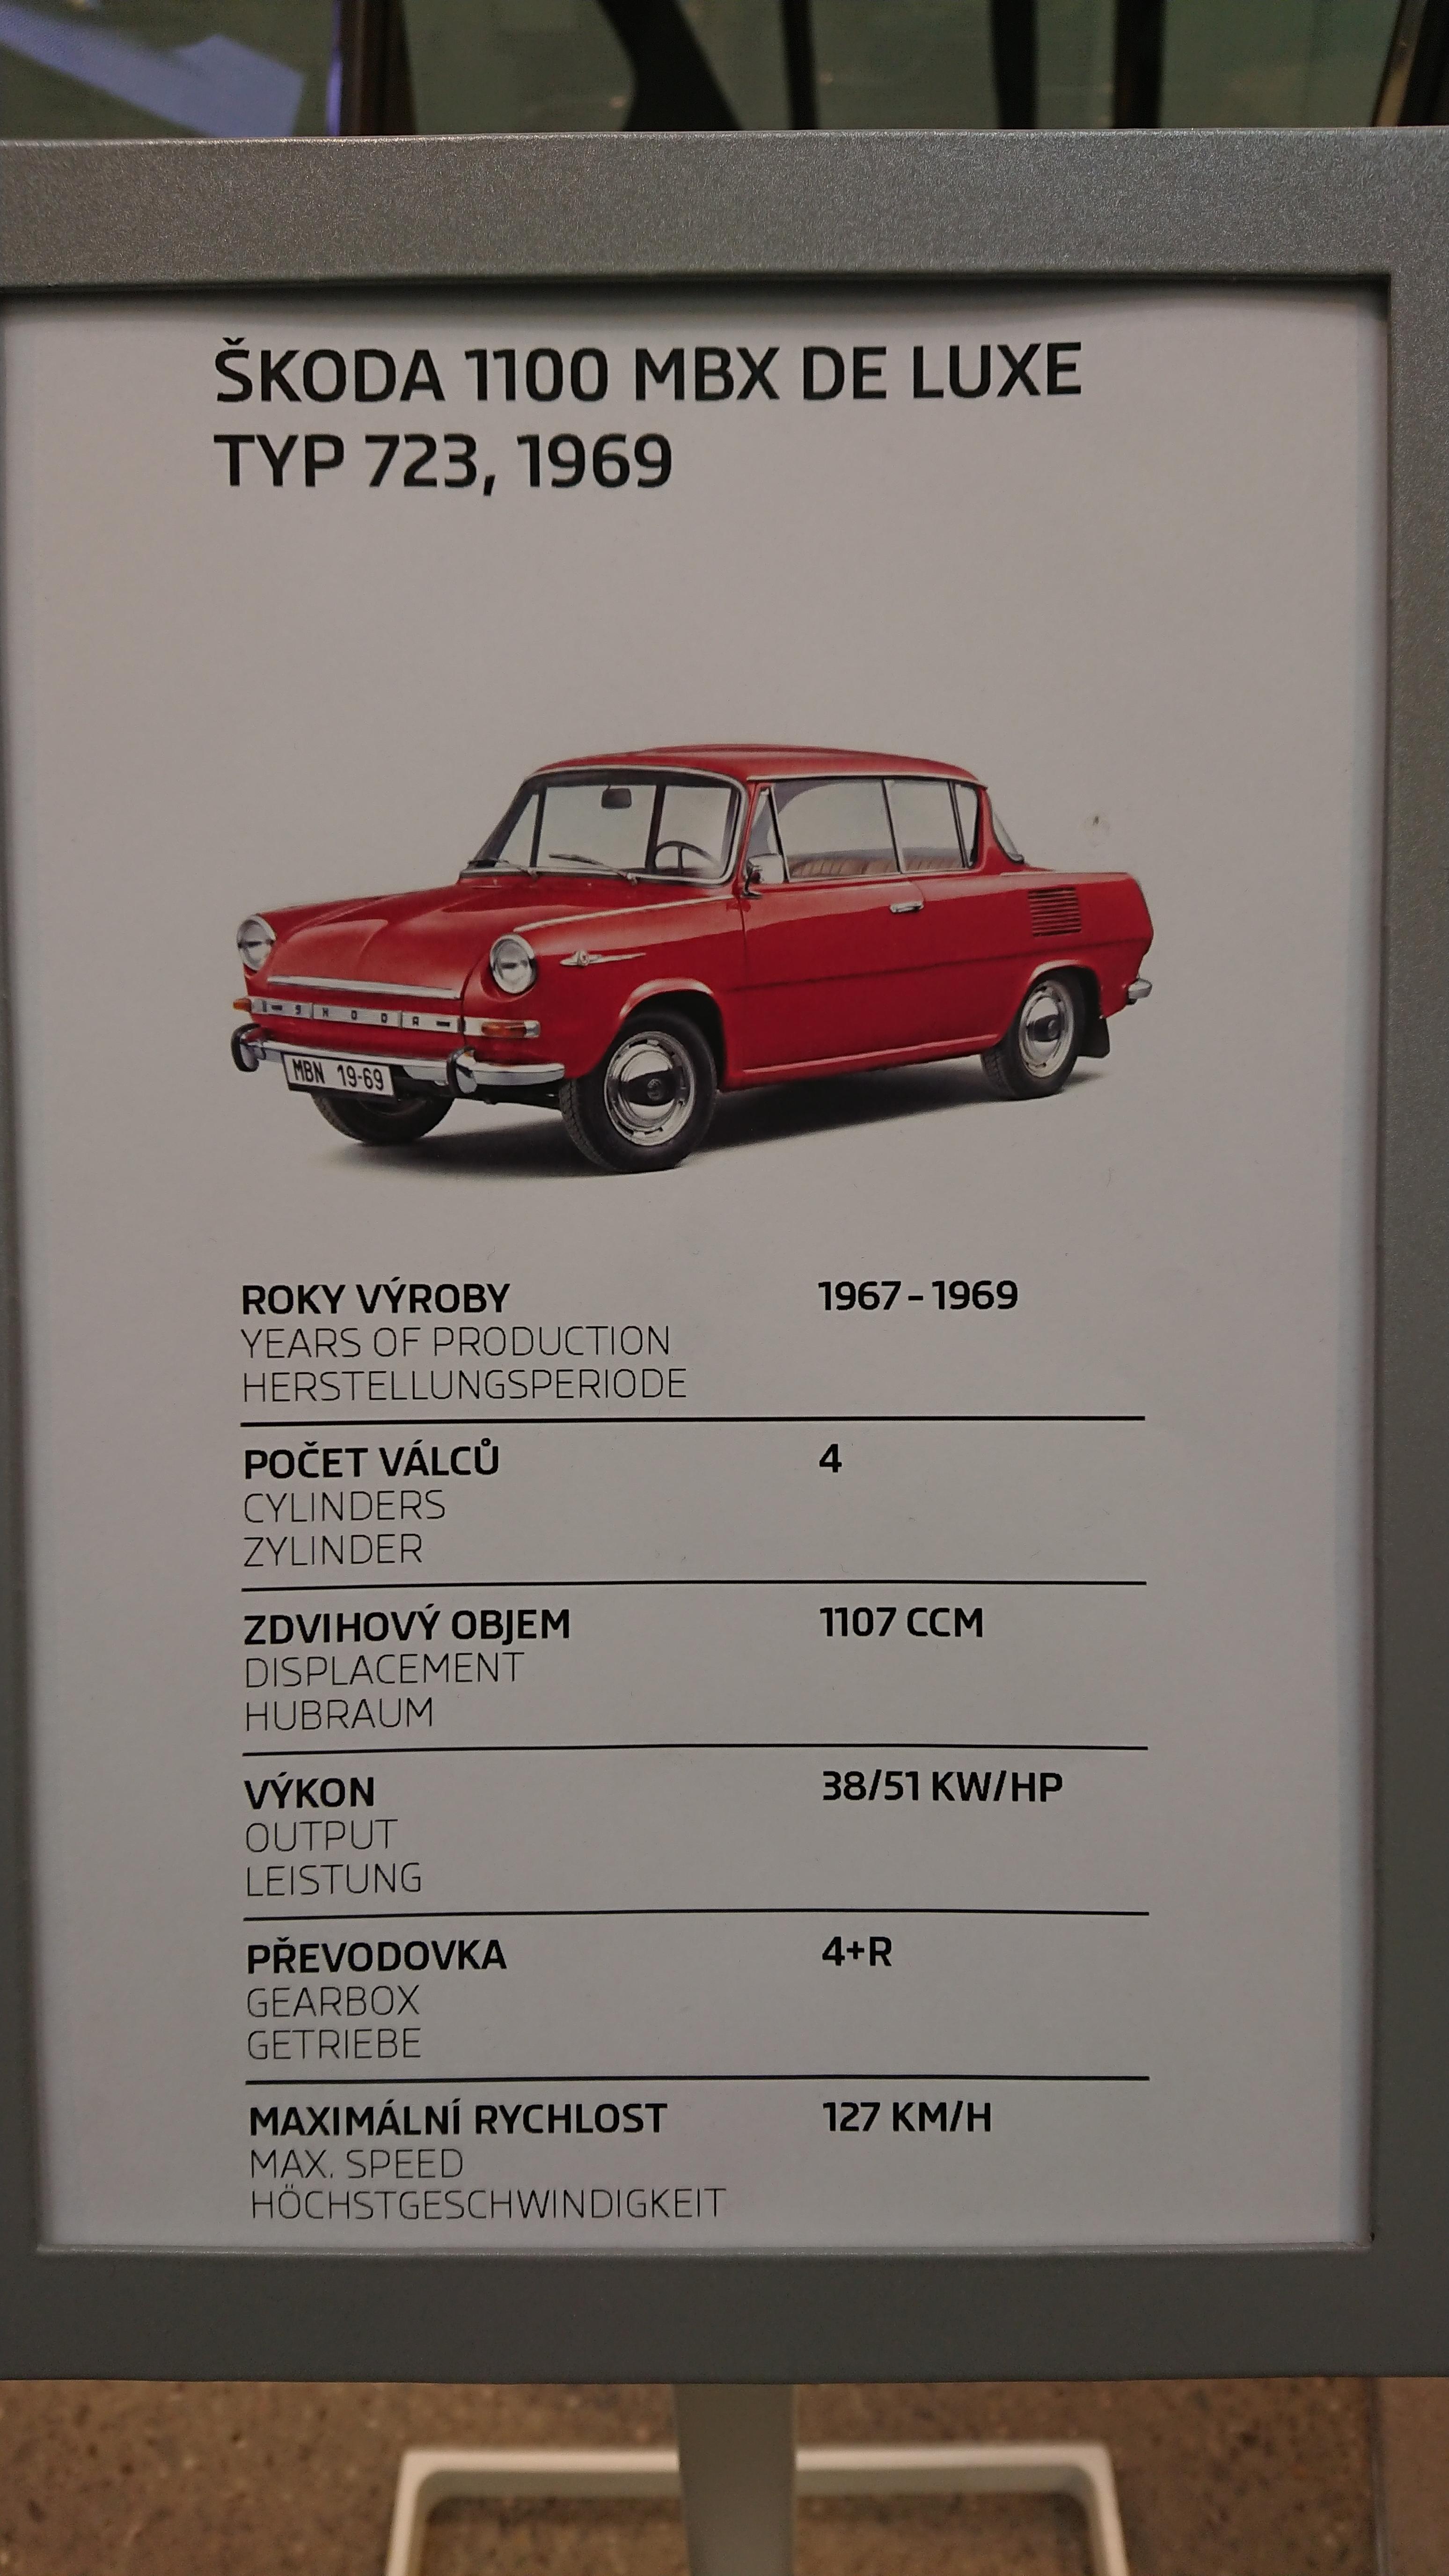 ŠKODA 1100 MBX DE LUXE
TYP 723, 1969
SKODA
MBN 19-69
ROKY VÝROBY 1967 – 1969
YEARS OF PRODUCTION
HERSTELLUNGSPERIODE
POČET VÁLCŮ 4
CYLINDERS
ZYLINDER
ZDVIHOVÝ OBJEM 1107 CCM
DISPLACEMENT
HUBRAUM
VÝKON 38/51 KW/HP
OUTPUT
LEISTUNG
PŘEVODOVKA 4+R
GEARBOX
GETRIEBE
MAXIMÁLNÍ RYCHLOST 127 KM/H
MAX. SPEED
HÖCHSTGESCHWINDIGKEIT